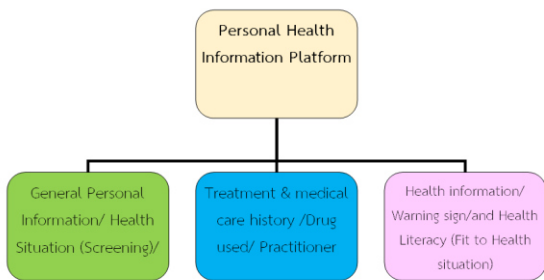 Personal Health
Information Platform
General Personal
Information/ Health
Situation (Screening)/
Treatment & medical
care history /Drug
used/ Practitioner
Health information/
Warning sign/and Health
Literacy (Fit to Health
situation)